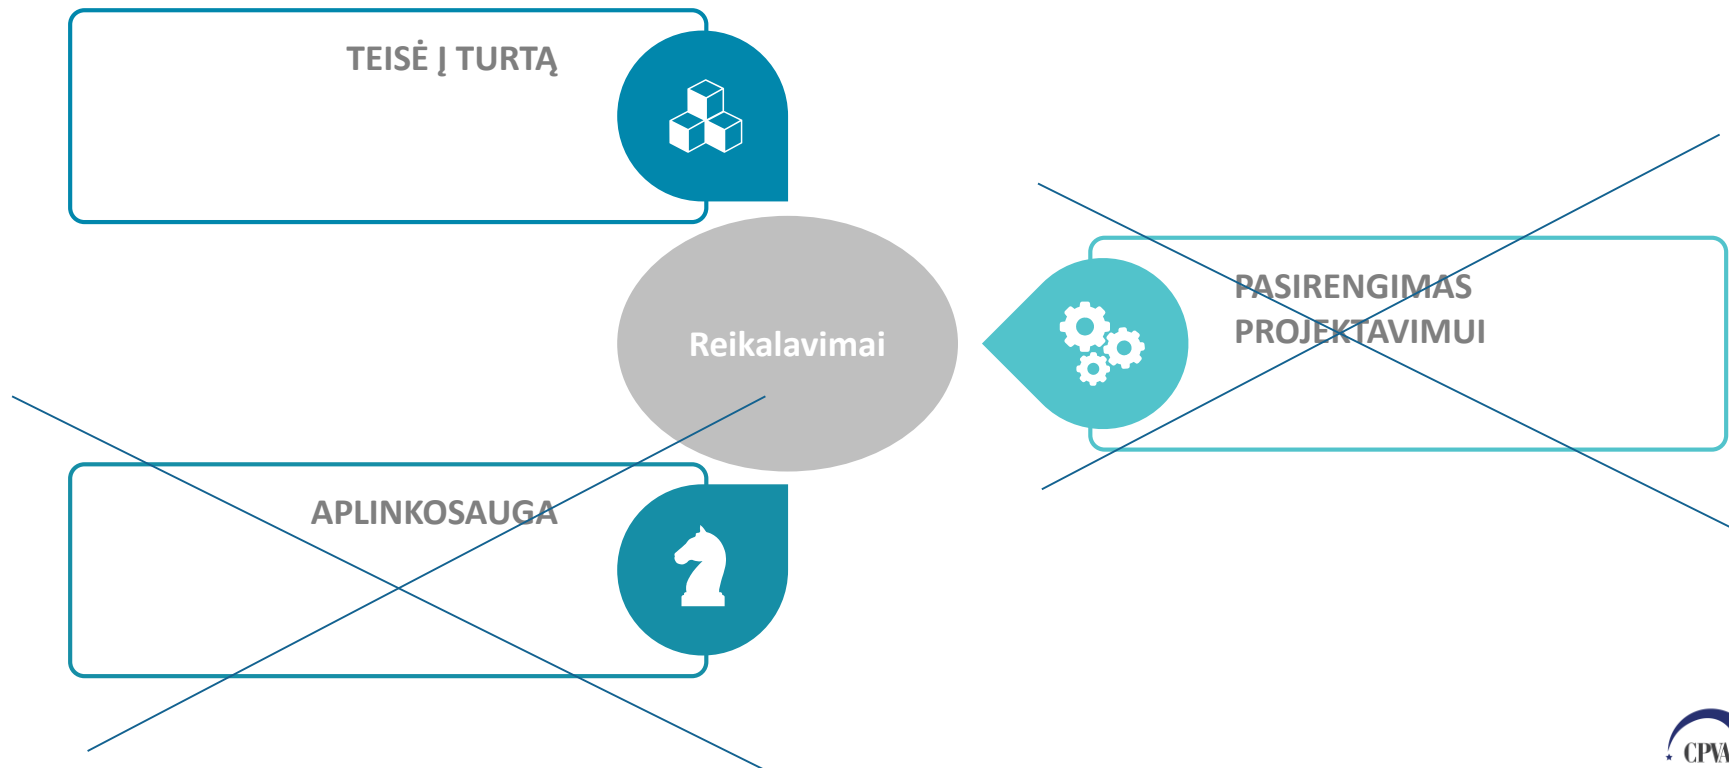 TEISĖ Į TURTĄ
PASIRENGIMAS
PROJEKTAVIMUI
Reikalavimai
APLINKOSAUGA
CPVA